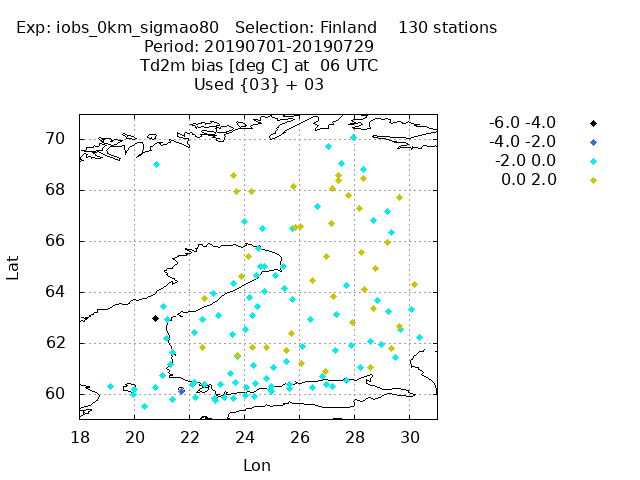 Exp: iobs_0km_sigmao80   Selection: Finland    130 stations
Period: 20190701-20190729
Td2m bias [deg C] at  06 UTC
Used {03} + 03
-6.0 -4.0
-4.0 -2.0
-2.0 0.0
0.0 2.0
70
68
66
64
62
60
Lat
18 20 22 24 26 28 30
Lon